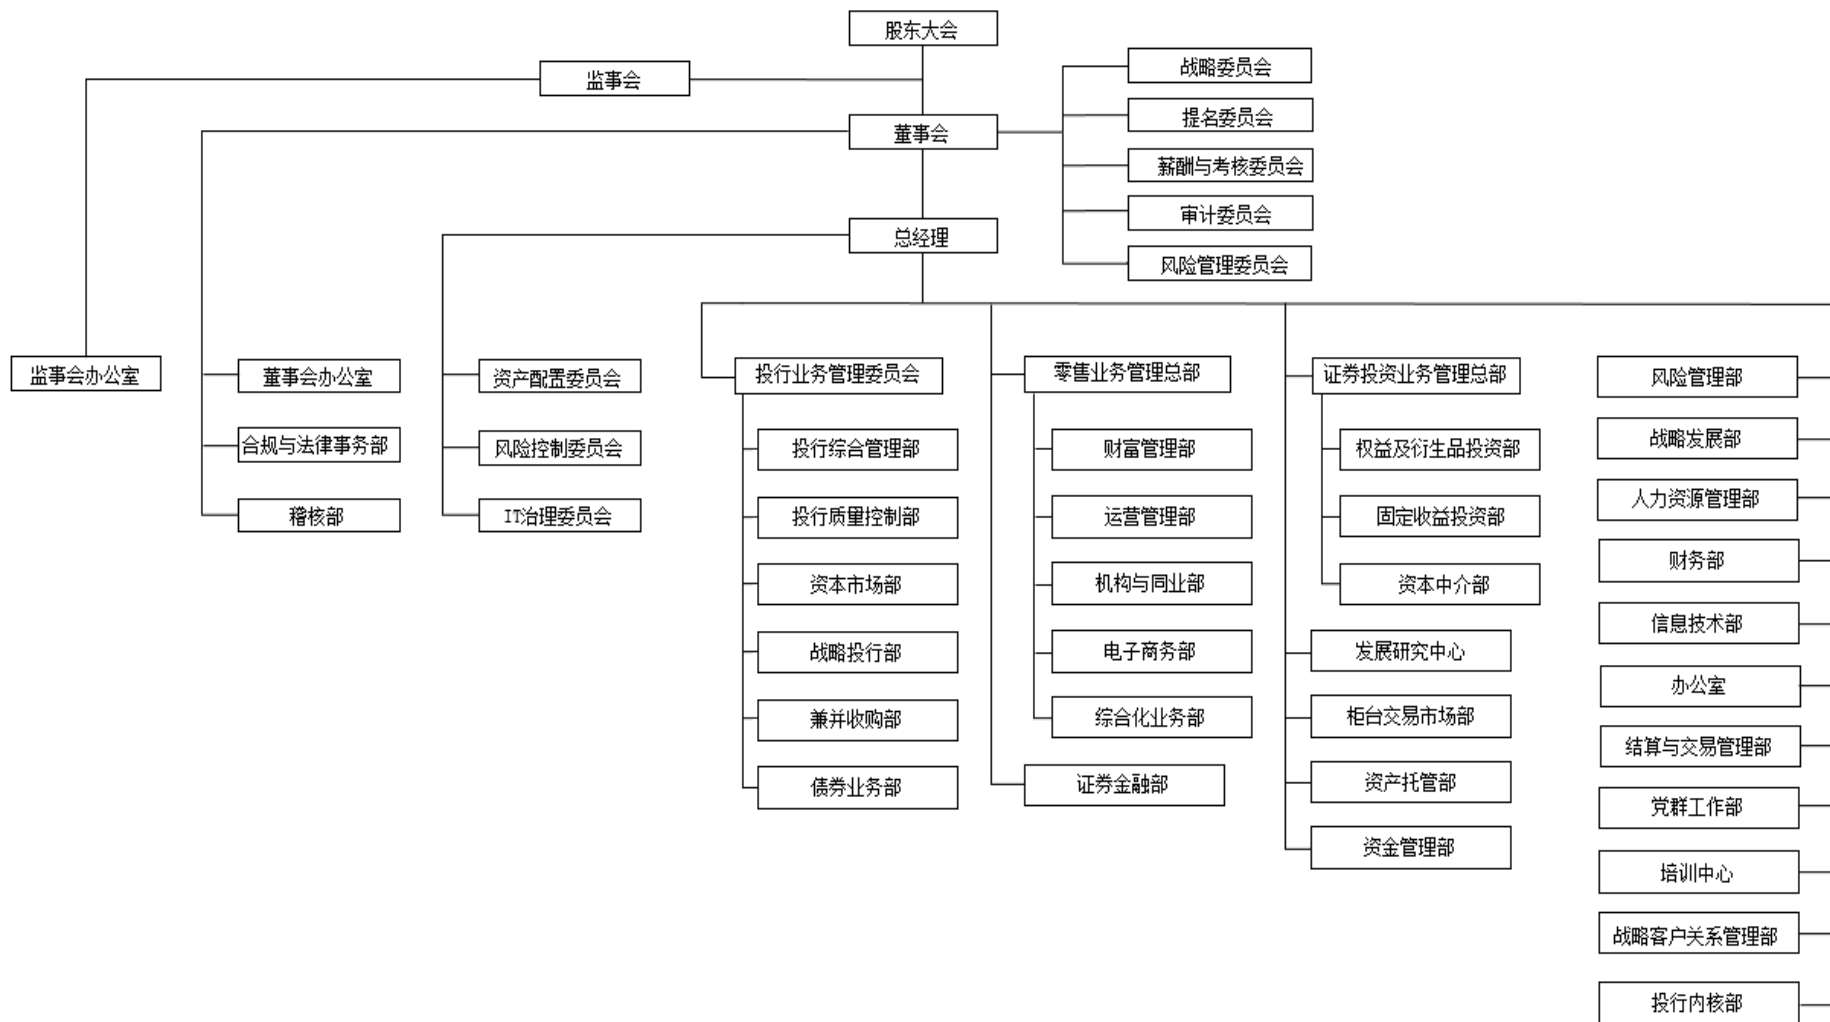 股东大会
监事会
战略委员会
提名委员会
董事会
薪酬与考核委员会
审计委员会
总经理
风险管理委员会
监事会办公室
董事会办公室
合规与法律事务部
稽核部
资产配置委员会
风险控制委员会
IT治理委员会
投行业务管理委员会
投行综合管理部
投行质量控制部
资本市场部
战略投行部
兼并收购部
债券业务部
零售业务管理总部
财富管理部
运营管理部
机构与同业部
电子商务部
综合化业务部
证券金融部
证券投资业务管理总部
权益及衍生品投资部
固定收益投资部
资本中介部
发展研究中心
柜台交易市场部
资产托管部
资金管理部
风险管理部
战略发展部
人力资源管理部
财务部
信息技术部
办公室
结算与交易管理部
党群工作部
培训中心
战略客户关系管理部
投行内核部